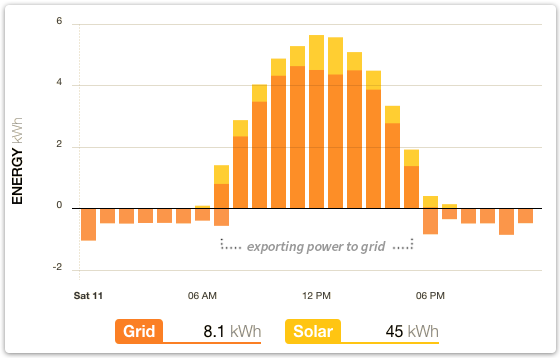 6
4
2
0
-2
ENERGY kWh
exporting power to grid
Sat 11
06 AM
12 PM
06 PM
Grid 8.1 kWh Solar 45 kWh